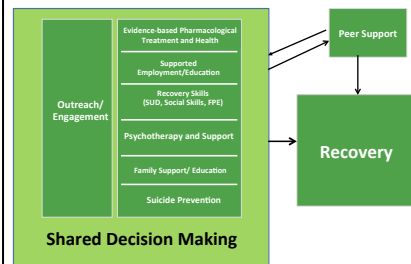 Outreach/
Engagement
Evidence-based Pharmacological
Treatment and Health
Supported
Employment/Education
Recovery Skills
(SUD, Social Skills, FPE)
Psychotherapy and Support
Family Support/ Education
Suicide Prevention
Shared Decision Making
Peer Support
Recovery